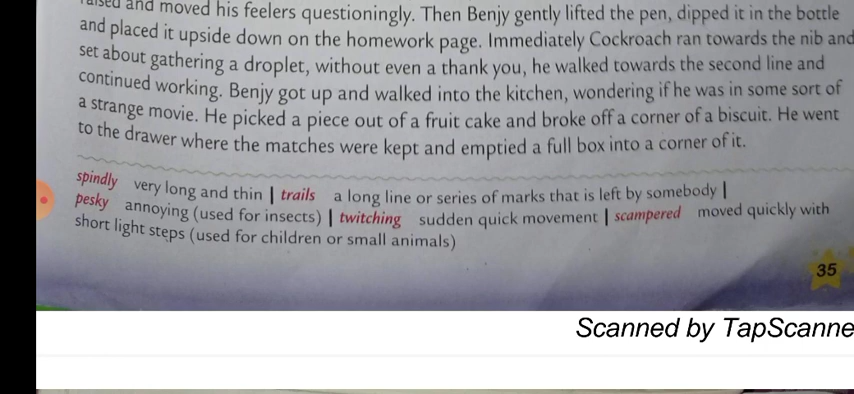 raised and moved his feelers questioningly. Then Benjy gently lifted the pen, dipped it in the bottle
and placed it upside down on the homework page. Immediately Cockroach ran towards the nib and
set about gathering a droplet, without even a thank you, he walked towards the second line and
continued working. Benjy got up and walked into the kitchen, wondering if he was in some sort of
a strange movie. He picked a piece out of a fruit cake and broke off a corner of a biscuit. He went
to the drawer where the matches were kept and emptied a full box into a corner of it.
spindly very long and thin | trails a long line or series of marks that is left by somebody |
pesky annoying (used for insects) | twitching sudden quick movement | scampered moved quickly with
short light steps (used for children or small animals)
35
Scanned by TapScanne